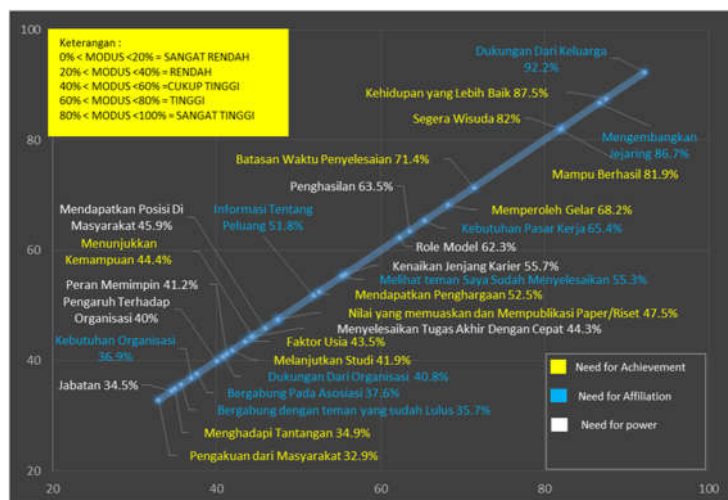 100
80
60
40
20
Keterangan :
0%< MODUS <20% = SANGAT RENDAH
20%< MODUS <40% = RENDAH
40%< MODUS <60% =CUKUP TINGGI
60%< MODUS <80% = TINGGI
80%< MODUS <100% = SANGAT TINGGI
Dukungan Dari Keluarga
92.2%
Kehidupan yang Lebih Baik 87.5%
Segera Wisuda 82%
Mengembangkan
Jejaring 86.7%
Batasan Waktu Penyelesaian 71.4%
Mampu Berhasil 81.9%
Penghasilan 63.5%
Mendapatkan Posisi Di
Masyarakat 45.9%
Informasi Tentang
Peluang 51.8%
Memperoleh Gelar 68.2%
Kebutuhan Pasar Kerja 65.4%
Menunjukkan
Kemampuan 44.4%
Role Model 62.3%
Kenaikan Jenjang Karier 55.7%
Peran Memimpin 41.2%
Melihat teman Saya Sudah Menyelesaikan 55.3%
Pengaruh Terhadap
Organisasi 40%
Mendapatkan Penghargaan 52.5%
Nilai yang memuaskan dan Mempublikasi Paper/Riset 47.5%
Menyelesaikan Tugas Akhir Dengan Cepat 44.3%
Kebutuhan Organisasi
36.9%
Faktor Usia 43.5%
Melanjutkan Studi 41.9%
Dukungan Dari Organisasi 40.8%
Jabatan 34.5%
Bergabung Pada Asosiasi 37.6%
Bergabung dengan teman yang sudah Lulus 35.7%
Menghadapi Tantangan 34.9%
Pengakuan dari Masyarakat 32.9%
Need for Achievement
Need for Affiliation
Need for power
20
40
60
80
100